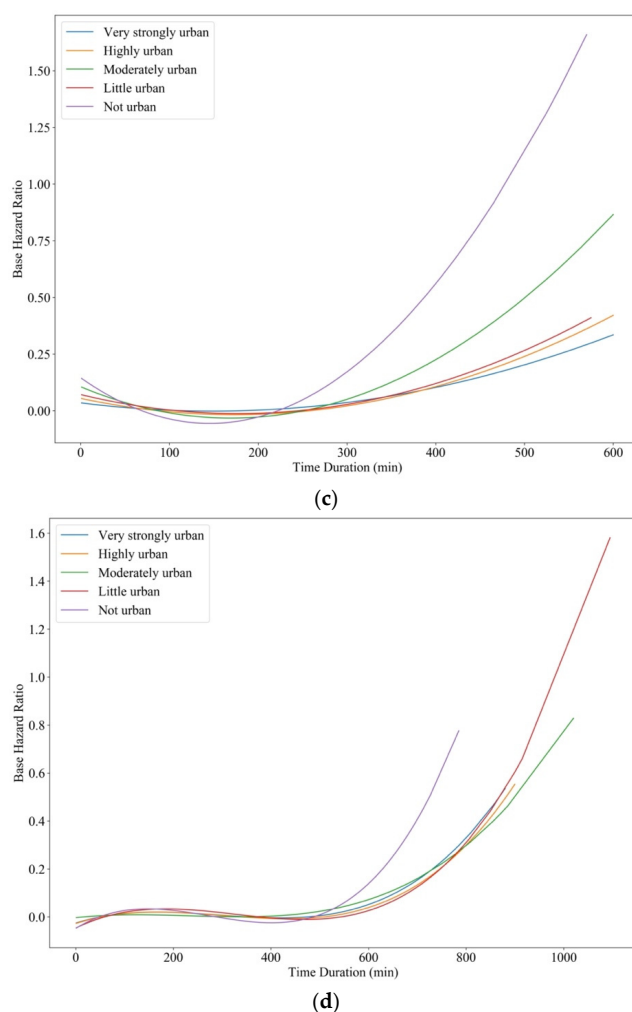 Very strongly urban
Highly urban
Moderately urban
Little urban
Not urban
1.50
1.25
1.00
0.75
0.50
0.25
0.00
Base Hazard Ratio
0 100 200 300 400 500 600
Time Duration (min)
(c)
Very strongly urban
Highly urban
Moderately urban
Little urban
Not urban
1.6
1.4
1.2
1.0
0.8
0.6
0.4
0.2
0.0
Base Hazard Ratio
0 200 400 600 800 1000
Time Duration (min)
(d)